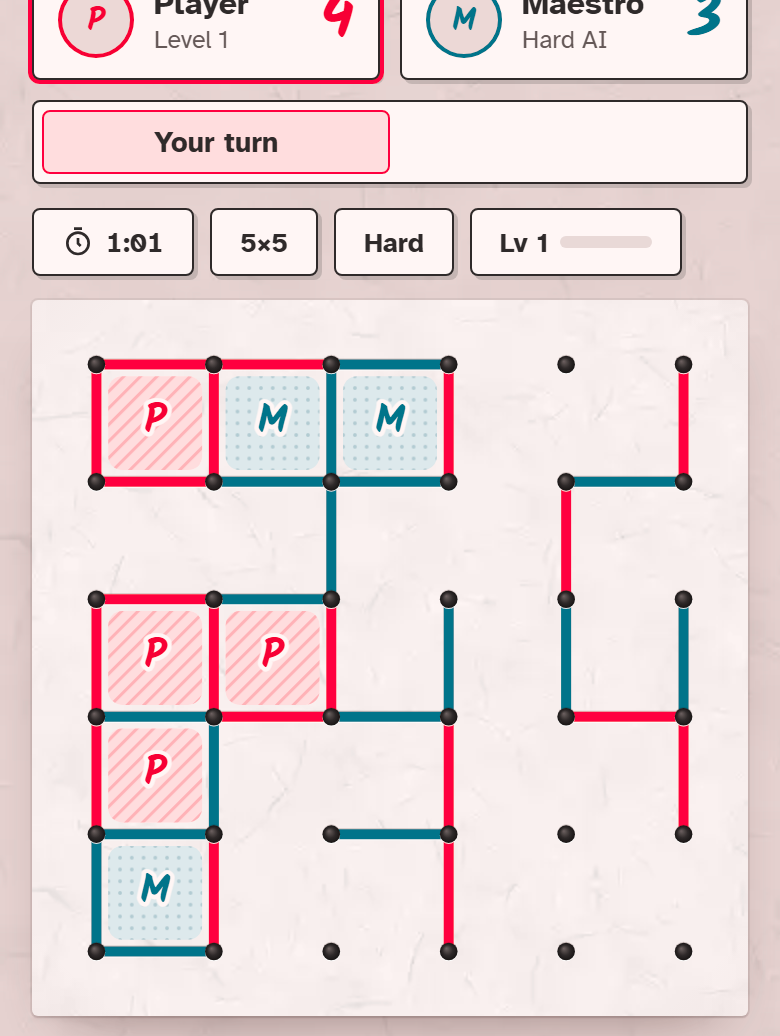 P Player 4
Level 1
M Maestro 3
Hard AI
Your turn
1:01 5×5 Hard Lv 1
P M M
P P
P
M